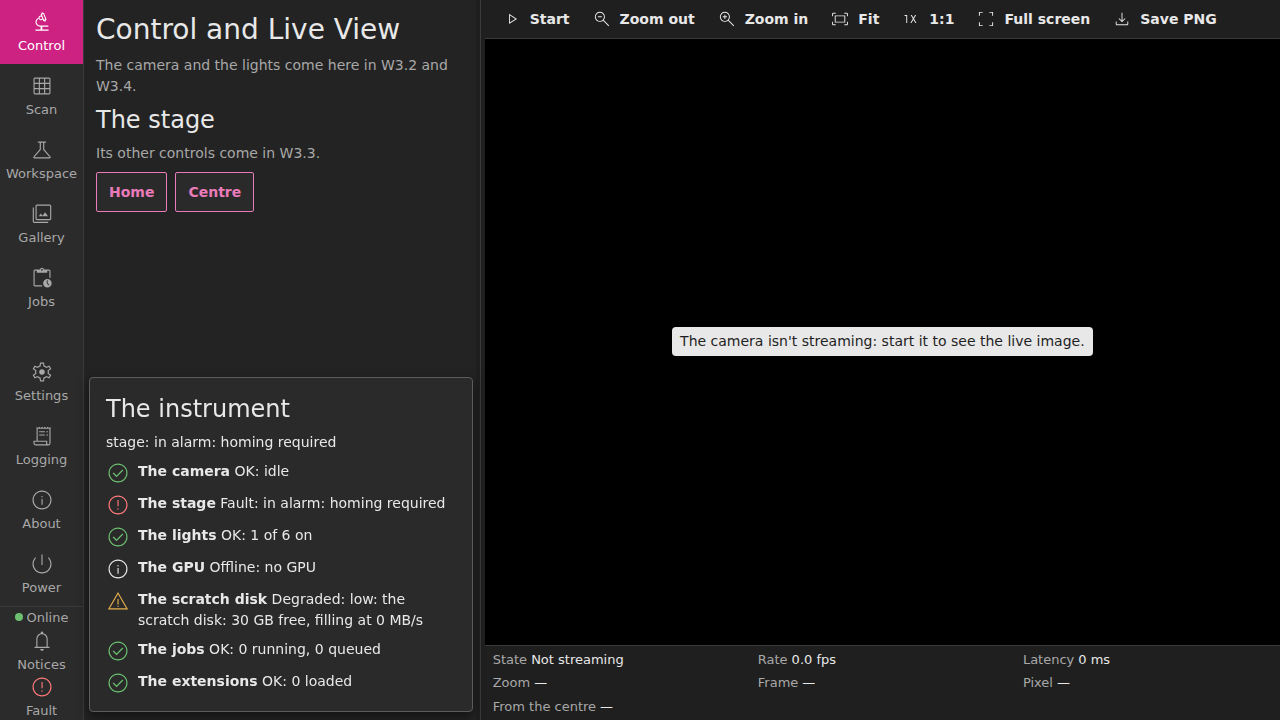 Control
Scan
Workspace
Gallery
Jobs
Settings
Logging
About
Power
Online
Notices
Fault
Control and Live View
The camera and the lights come here in W3.2 and
W3.4.
The stage
Its other controls come in W3.3.
Home
Centre
The instrument
stage: in alarm: homing required
The camera OK: idle
The stage Fault: in alarm: homing required
The lights OK: 1 of 6 on
The GPU Offline: no GPU
The scratch disk Degraded: low: the
scratch disk: 30 GB free, filling at 0 MB/s
The jobs OK: 0 running, 0 queued
The extensions OK: 0 loaded
Start
Zoom out
Zoom in
Fit
1X 1:1
Full screen
Save PNG
The camera isn't streaming: start it to see the live image.
State Not streaming
Rate 0.0 fps
Latency 0 ms
Zoom —
Frame —
Pixel —
From the centre —